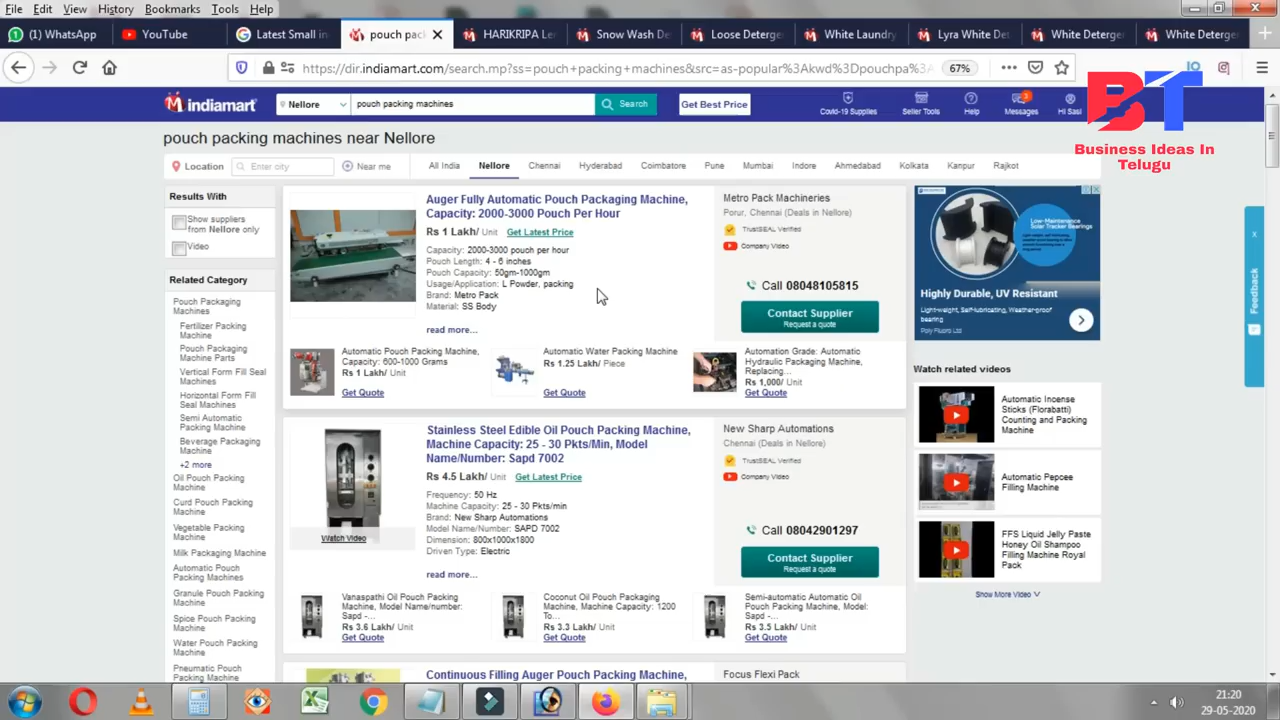 File Edit View History Bookmarks Tools Help
(1) WhatsApp
YouTube
Latest Small in
pouch pac
HARIKRIPA Le
Snow Wash De
Loose Deterge
White Laundry
Lyra White Det
White Deterge
White Deterge
https://dir.indiamart.com/search.mp?ss=pouch+packing+machines&src=as-popular%3Akwd%3Dpouchpa%3A
67%
indiamart
Nellore
pouch packing machines
Search
Get Best Price
Covid-19 Supplies
Seller Tools
Help
Messages
3
Hi Sasi
BT
Business Ideas In
Telugu
pouch packing machines near Nellore
Location
Enter city
Near me
All India
Nellore
Chennai
Hyderabad
Coimbatore
Pune
Mumbai
Indore
Ahmedabad
Kolkata
Kanpur
Rajkot
Results With
Show suppliers
from Nellore only
Video
Related Category
Pouch Packaging
Machines
Fertilizer Packing
Machine
Pouch Packaging
Machine Parts
Vertical Form Fill Seal
Machines
Horizontal Form Fill
Seal Machines
Semi Automatic
Packing Machine
Beverage Packaging
Machine
+2 more
Oil Pouch Packing
Machine
Curd Pouch Packing
Machine
Vegetable Packing
Machine
Milk Packaging Machine
Automatic Pouch
Packing Machines
Granule Pouch Packing
Machine
Spice Pouch Packing
Machine
Water Pouch Packing
Machine
Pneumatic Pouch
Packing Machine
Auger Fully Automatic Pouch Packaging Machine,
Capacity: 2000-3000 Pouch Per Hour
Rs 1 Lakh/ Unit Get Latest Price
Capacity: 2000-3000 pouch per hour
Pouch Length: 4 - 6 inches
Pouch Capacity: 50gm-1000gm
Usage/Application: L Powder, packing
Brand: Metro Pack
Material: SS Body
read more...
Metro Pack Machineries
Porur, Chennai (Deals in Nellore)
TrustSEAL Verified
Company Video
Call 08048105815
Contact Supplier
Request a quote
Automatic Pouch Packing Machine,
Capacity: 600-1000 Grams
Rs 1 Lakh/ Unit
Get Quote
Automatic Water Packing Machine
Rs 1.25 Lakh/ Piece
Get Quote
Automation Grade: Automatic
Hydraulic Packaging Machine,
Replacing...
Rs 1,000/ Unit
Get Quote
Stainless Steel Edible Oil Pouch Packing Machine,
Machine Capacity: 25 - 30 Pkts/Min, Model
Name/Number: Sapd 7002
Rs 4.5 Lakh/ Unit Get Latest Price
Frequency: 50 Hz
Machine Capacity: 25 - 30 Pkts/min
Brand: New Sharp Automations
Model Name/Number: SAPD 7002
Dimension: 800x1000x1800
Driven Type: Electric
read more...
Watch Video
New Sharp Automations
Chennai (Deals in Nellore)
TrustSEAL Verified
Company Video
Call 08042901297
Contact Supplier
Request a quote
Vanaspathi Oil Pouch Packing
Machine, Model Name/number:
Sapd -...
Rs 3.6 Lakh/ Unit
Get Quote
Coconut Oil Pouch Packaging
Machine, Machine Capacity: 1200
To...
Rs 3.3 Lakh/ Unit
Get Quote
Semi-automatic Automatic Oil
Pouch Packing Machine, Model:
Sapd -...
Rs 3.5 Lakh/ Unit
Get Quote
Continuous Filling Auger Pouch Packing Machine,
Focus Flexi Pack
Low-Maintenance
Solar Tracker Bearings
Highly Durable, UV Resistant
Light-weight, Self-lubricating, Weather-proof
bearing
Poly Fluoro Ltd
Watch related videos
Automatic Incense
Sticks (Florabatti)
Counting and Packing
Machine
Automatic Pepcee
Filling Machine
FFS Liquid Jelly Paste
Honey Oil Shampoo
Filling Machine Royal
Pack
Show More Video
x
Feedback
21:20
29-05-2020